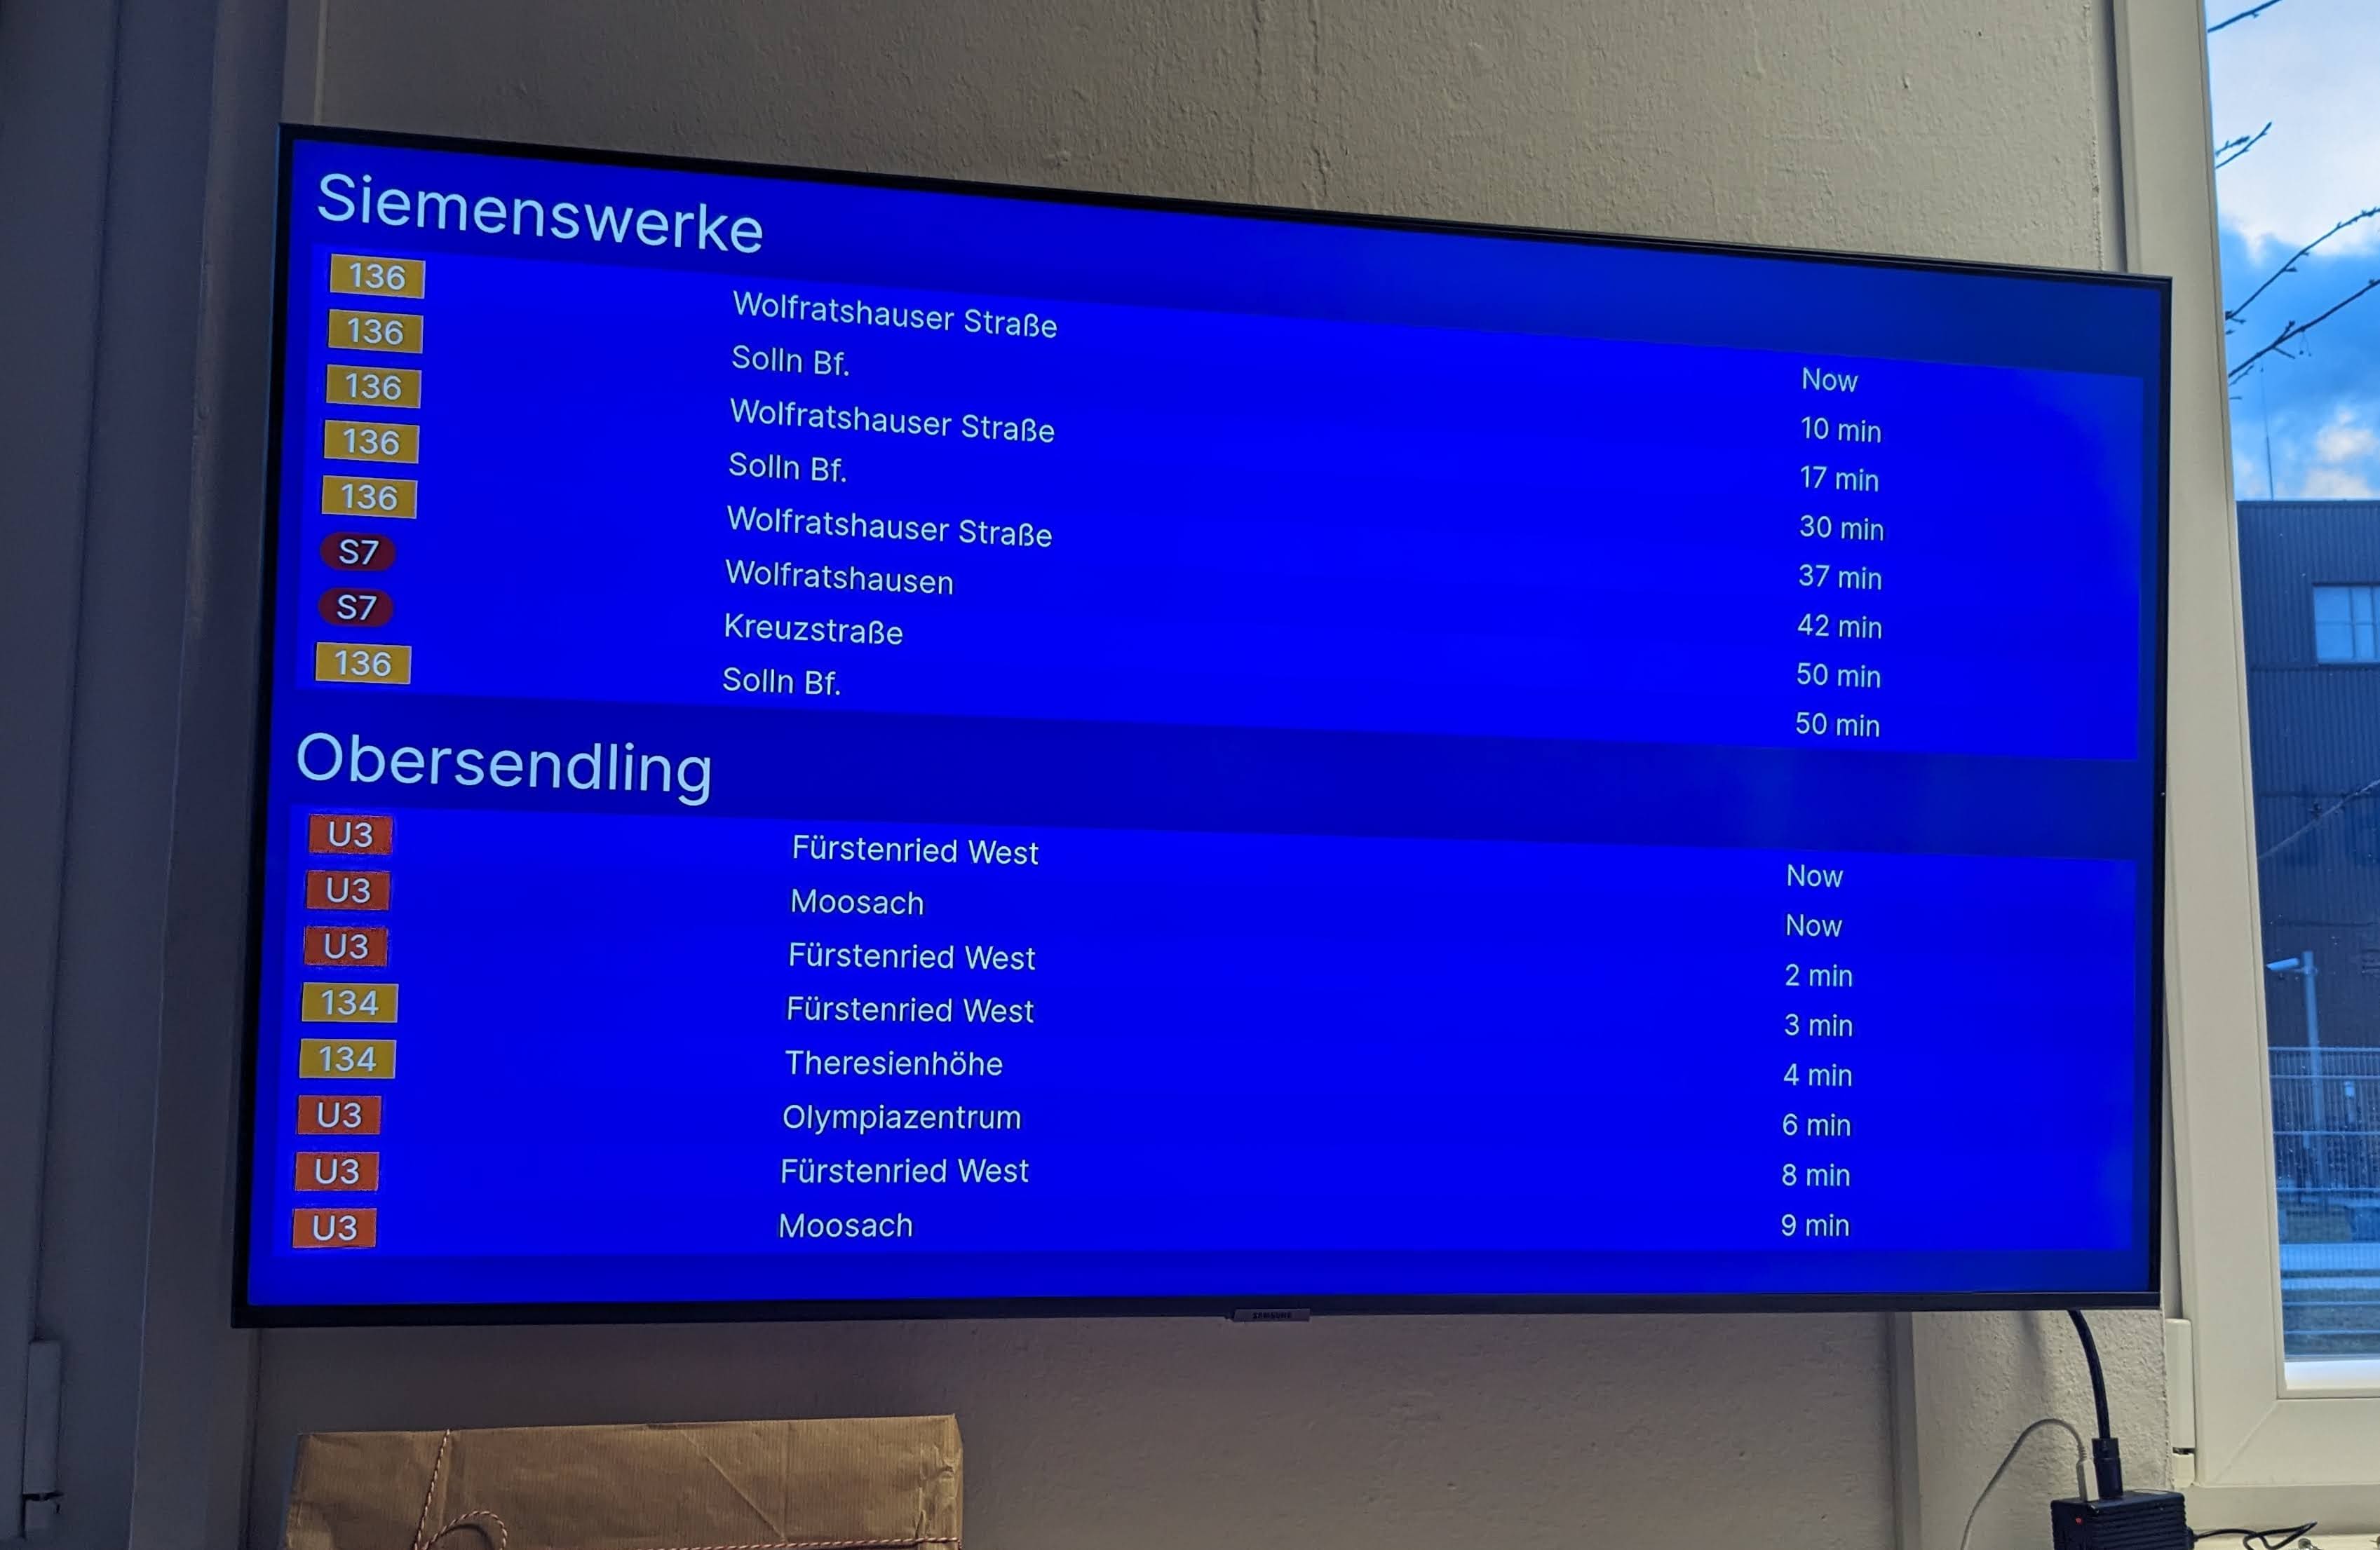 Siemenswerke
136 Wolfratshauser Straße Now
136 Solln Bf. 10 min
136 Wolfratshauser Straße 17 min
136 Solln Bf. 30 min
136 Wolfratshauser Straße 37 min
S7 Wolfratshausen 42 min
S7 Kreuzstraße 50 min
136 Solln Bf. 50 min
Obersendling
U3 Fürstenried West Now
U3 Moosach Now
U3 Fürstenried West 2 min
134 Fürstenried West 3 min
134 Theresienhöhe 4 min
U3 Olympiazentrum 6 min
U3 Fürstenried West 8 min
U3 Moosach 9 min
SAMSUNG